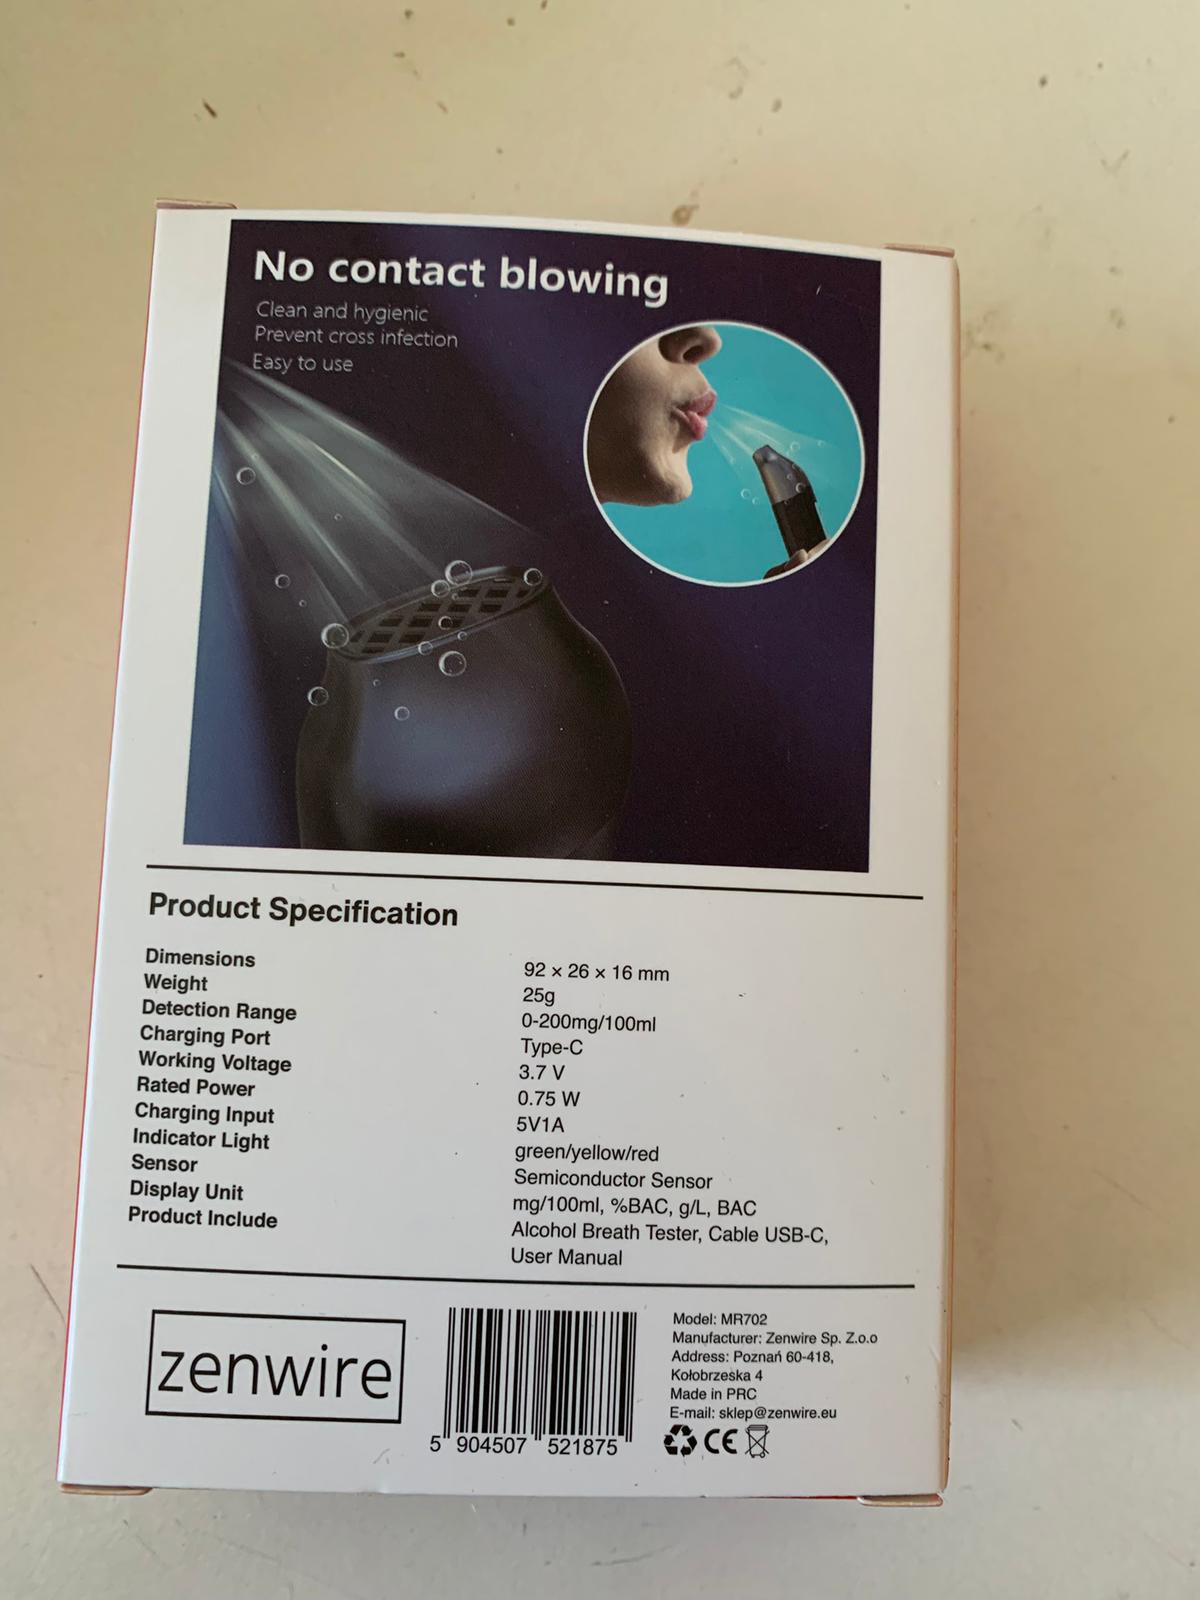 No contact blowing
Clean and hygienic
Prevent cross infection
Easy to use
Product Specification
Dimensions 92 × 26 × 16 mm
Weight 25g
Detection Range 0-200mg/100ml
Charging Port Type-C
Working Voltage 3.7 V
Rated Power 0.75 W
Charging Input 5V1A
Indicator Light green/yellow/red
Sensor Semiconductor Sensor
Display Unit mg/100ml, %BAC, g/L, BAC
Product Include Alcohol Breath Tester, Cable USB-C,
User Manual
zenwire
5 904507 521875
Model: MR702
Manufacturer: Zenwire Sp. Z.o.o
Address: Poznań 60-418,
Kołobrzeska 4
Made in PRC
E-mail: sklep@zenwire.eu
CE